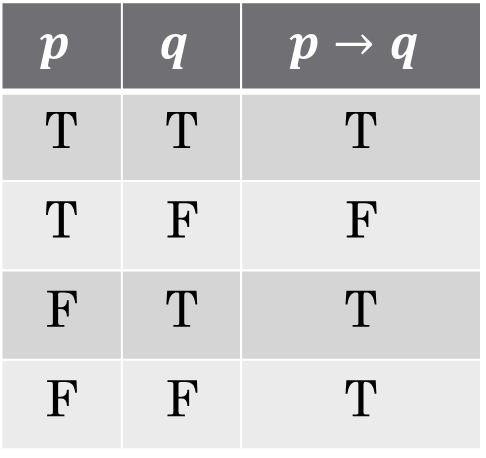 p q p → q
T T T
T F F
F T T
F F T